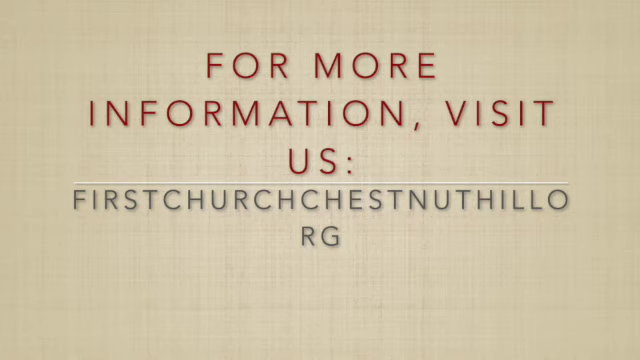 FOR MORE
INFORMATION, VISIT
US:
FIRSTCHURCHCHESTNUTHILLO
RG